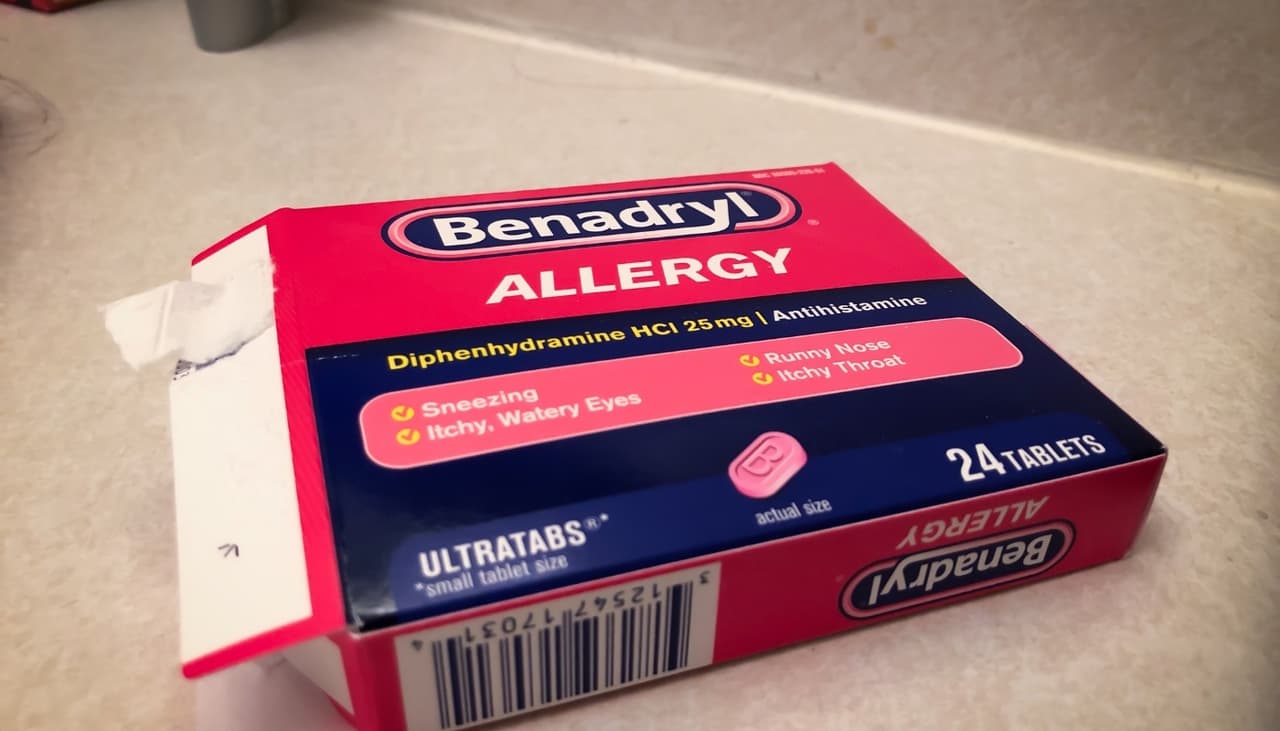 Benadryl
®
ALLERGY
Diphenhydramine HCl 25 mg | Antihistamine
Sneezing
Itchy, Watery Eyes
Runny Nose
Itchy Throat
24 TABLETS
actual size
ULTRATABS®*
*small tablet size
Benadryl
ALLERGY
3 12547 17031 4